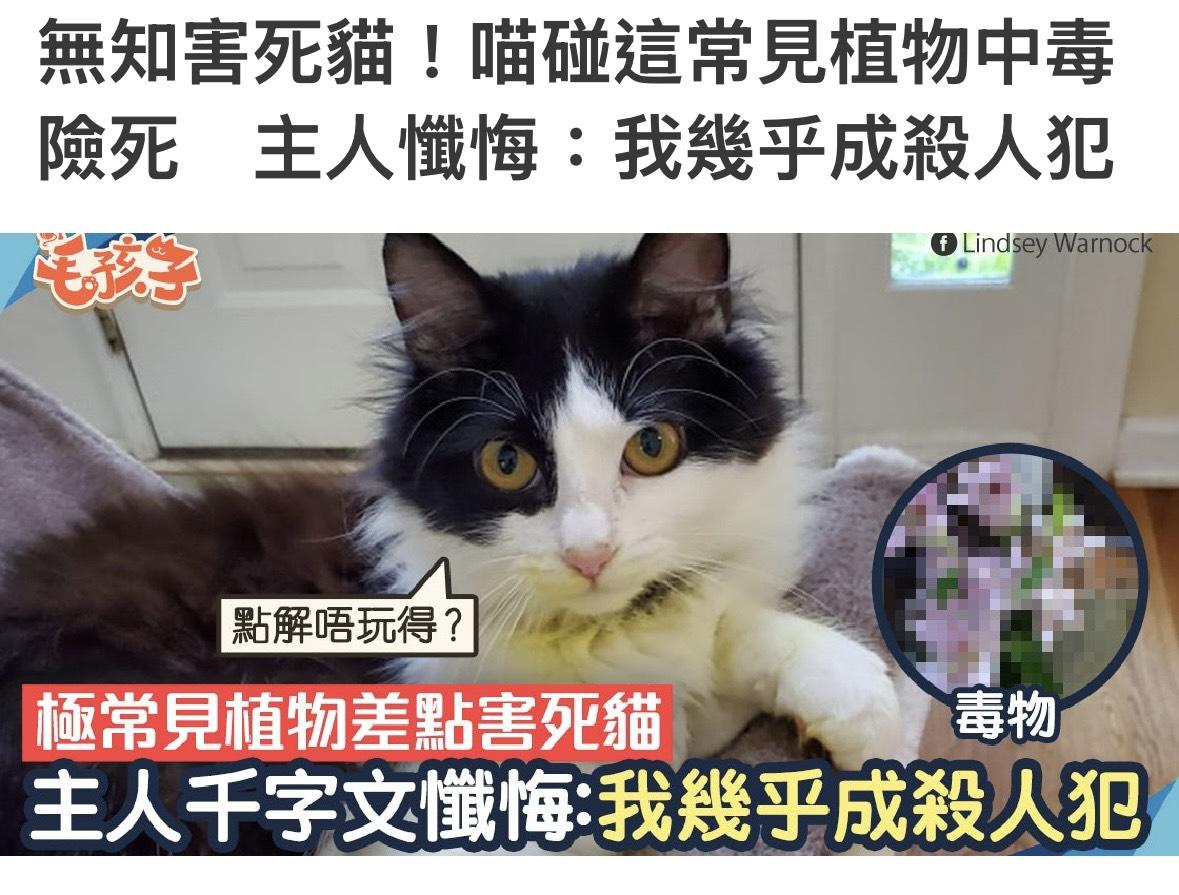 無知害死貓！喵碰這常見植物中毒
險死　主人懺悔：我幾乎成殺人犯
毛孩子
Lindsey Warnock
點解唔玩得？
毒物
極常見植物差點害死貓
主人千字文懺悔:我幾乎成殺人犯